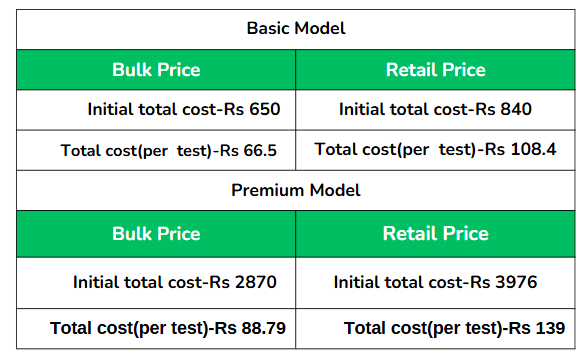 Basic Model
Bulk Price
Retail Price
Initial total cost-Rs 650
Initial total cost-Rs 840
Total cost(per test)-Rs 66.5
Total cost(per test)-Rs 108.4
Premium Model
Bulk Price
Retail Price
Initial total cost-Rs 2870
Initial total cost-Rs 3976
Total cost(per test)-Rs 88.79
Total cost(per test)-Rs 139